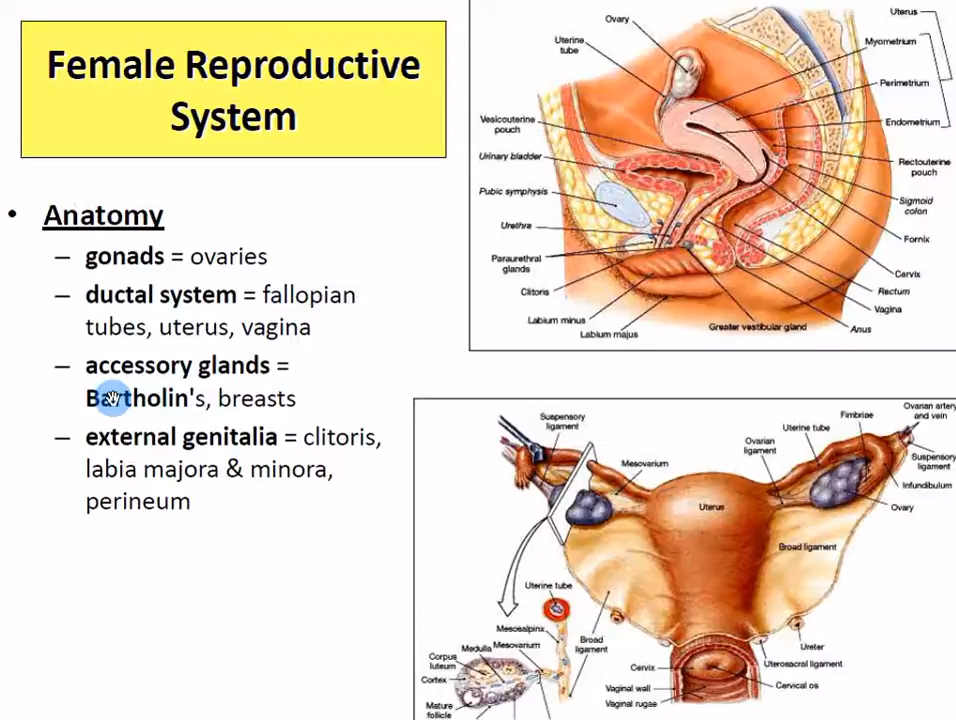 Female Reproductive
System
• Anatomy
– gonads = ovaries
– ductal system = fallopian
tubes, uterus, vagina
– accessory glands =
Bartholin's, breasts
– external genitalia = clitoris,
labia majora & minora,
perineum
Ovary
Uterine
tube
Vesicouterine
pouch
Urinary bladder
Pubic symphysis
Urethra
Paraurethral
glands
Clitoris
Labium minus
Labium majus
Uterus
Myometrium
Perimetrium
Endometrium
Rectouterine
pouch
Sigmoid
colon
Fornix
Cervix
Rectum
Vagina
Anus
Greater vestibular gland
Suspensory
ligament
Mesovarium
Ovarian
ligament
Uterine tube
Fimbriae
Ovarian artery
and vein
Suspensory
ligament
Infundibulum
Ovary
Uterus
Broad ligament
Uterine tube
Mesosalpinx
Mesovarium
Medulla
Corpus
luteum
Cortex
Mature
follicle
Broad
ligament
Ureter
Uterosacral ligament
Cervix
Cervical os
Vaginal wall
Vaginal rugae